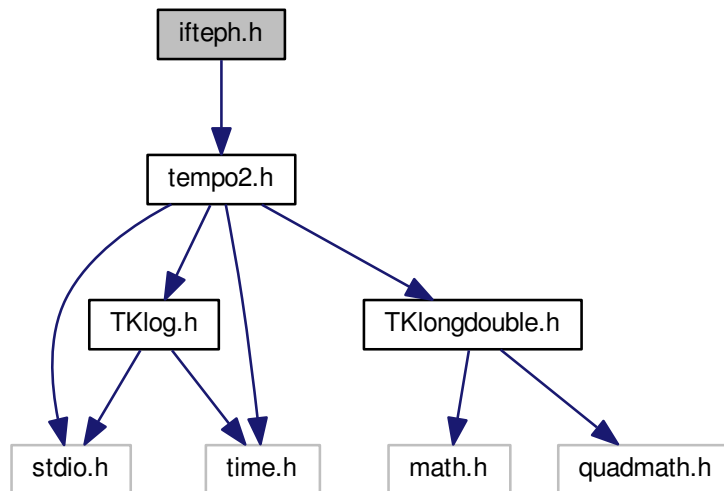 ifteph.h
tempo2.h
TKlog.h
TKlongdouble.h
stdio.h
time.h
math.h
quadmath.h